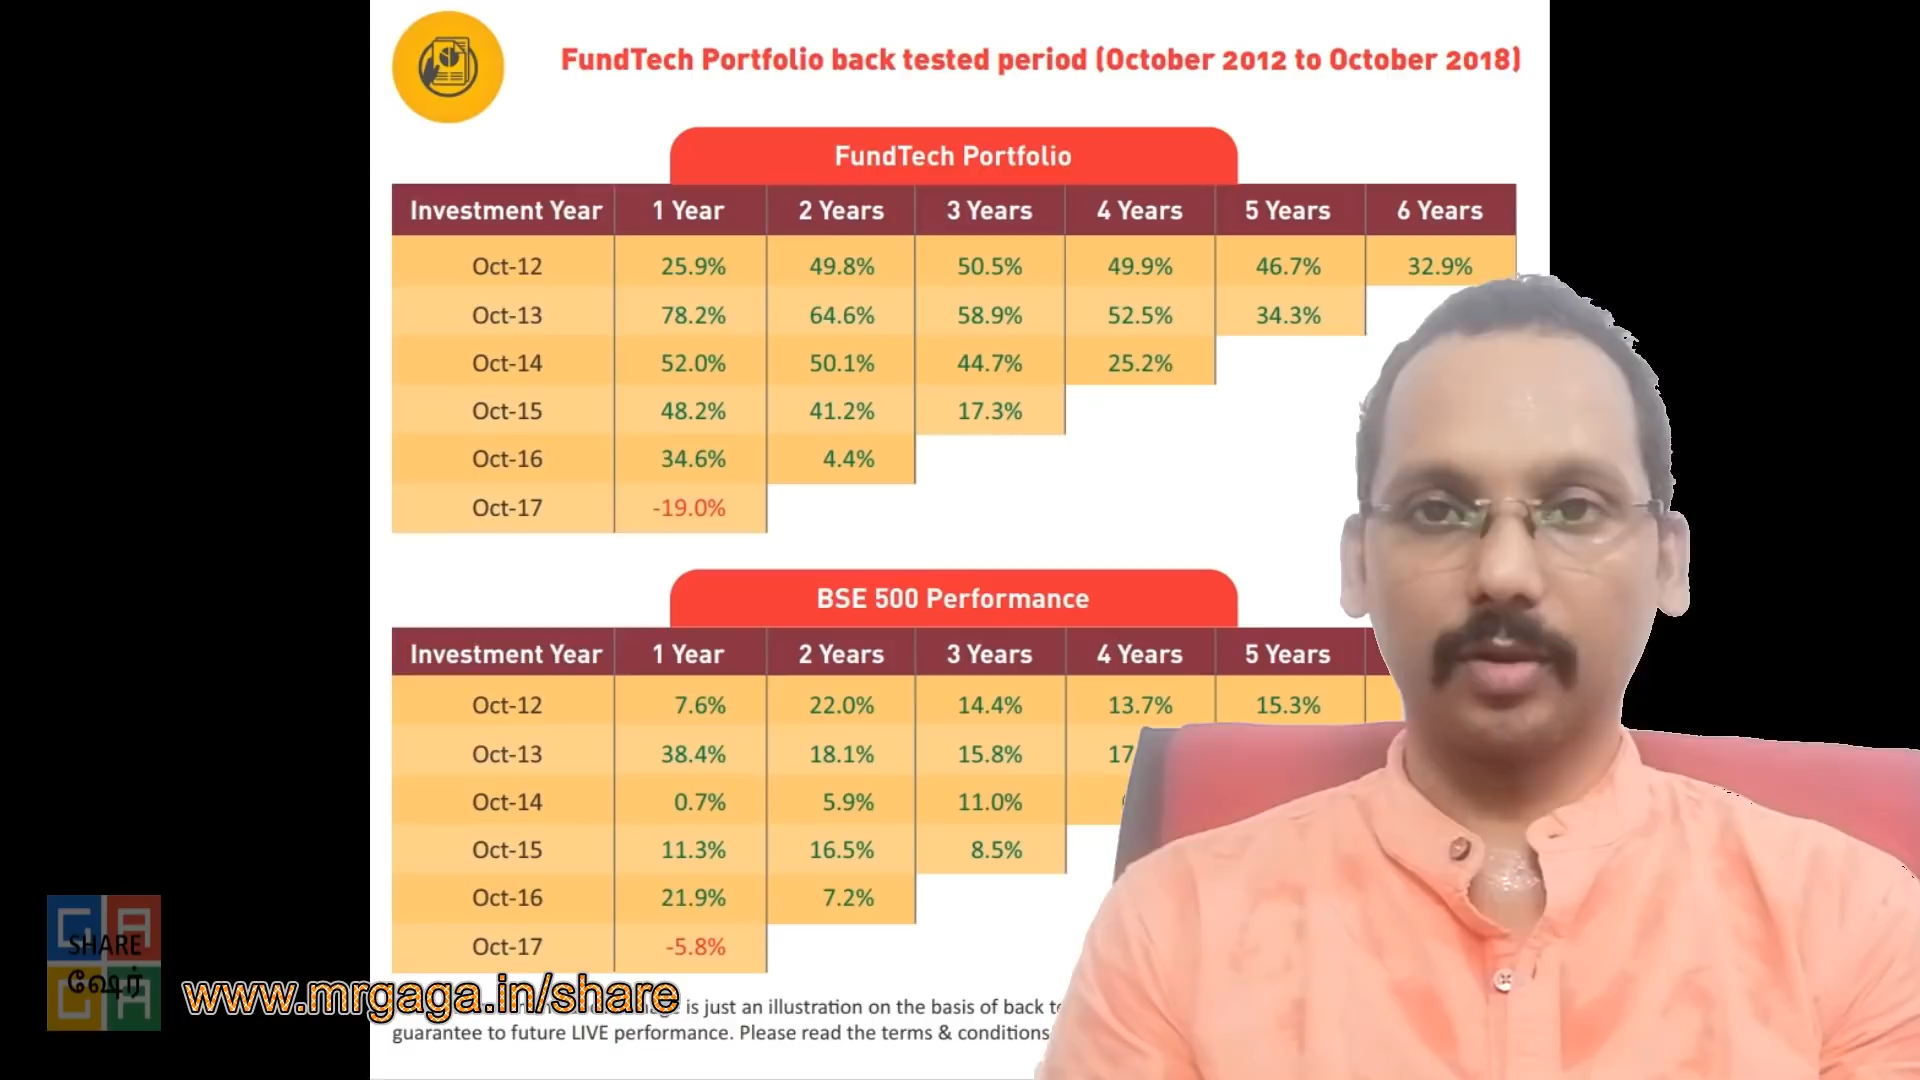 FundTech Portfolio back tested period (October 2012 to October 2018)
FundTech Portfolio
Investment Year 1 Year 2 Years 3 Years 4 Years 5 Years 6 Years
Oct-12 25.9% 49.8% 50.5% 49.9% 46.7% 32.9%
Oct-13 78.2% 64.6% 58.9% 52.5% 34.3%
Oct-14 52.0% 50.1% 44.7% 25.2%
Oct-15 48.2% 41.2% 17.3%
Oct-16 34.6% 4.4%
Oct-17 -19.0%
BSE 500 Performance
Investment Year 1 Year 2 Years 3 Years 4 Years 5 Years
Oct-12 7.6% 22.0% 14.4% 13.7% 15.3%
Oct-13 38.4% 18.1% 15.8% 17
Oct-14 0.7% 5.9% 11.0%
Oct-15 11.3% 16.5% 8.5%
Oct-16 21.9% 7.2%
Oct-17 -5.8%
GAGA
SHARE
ஷேர்
www.mrgaga.in/share
is just an illustration on the basis of back
guarantee to future LIVE performance. Please read the terms & conditions